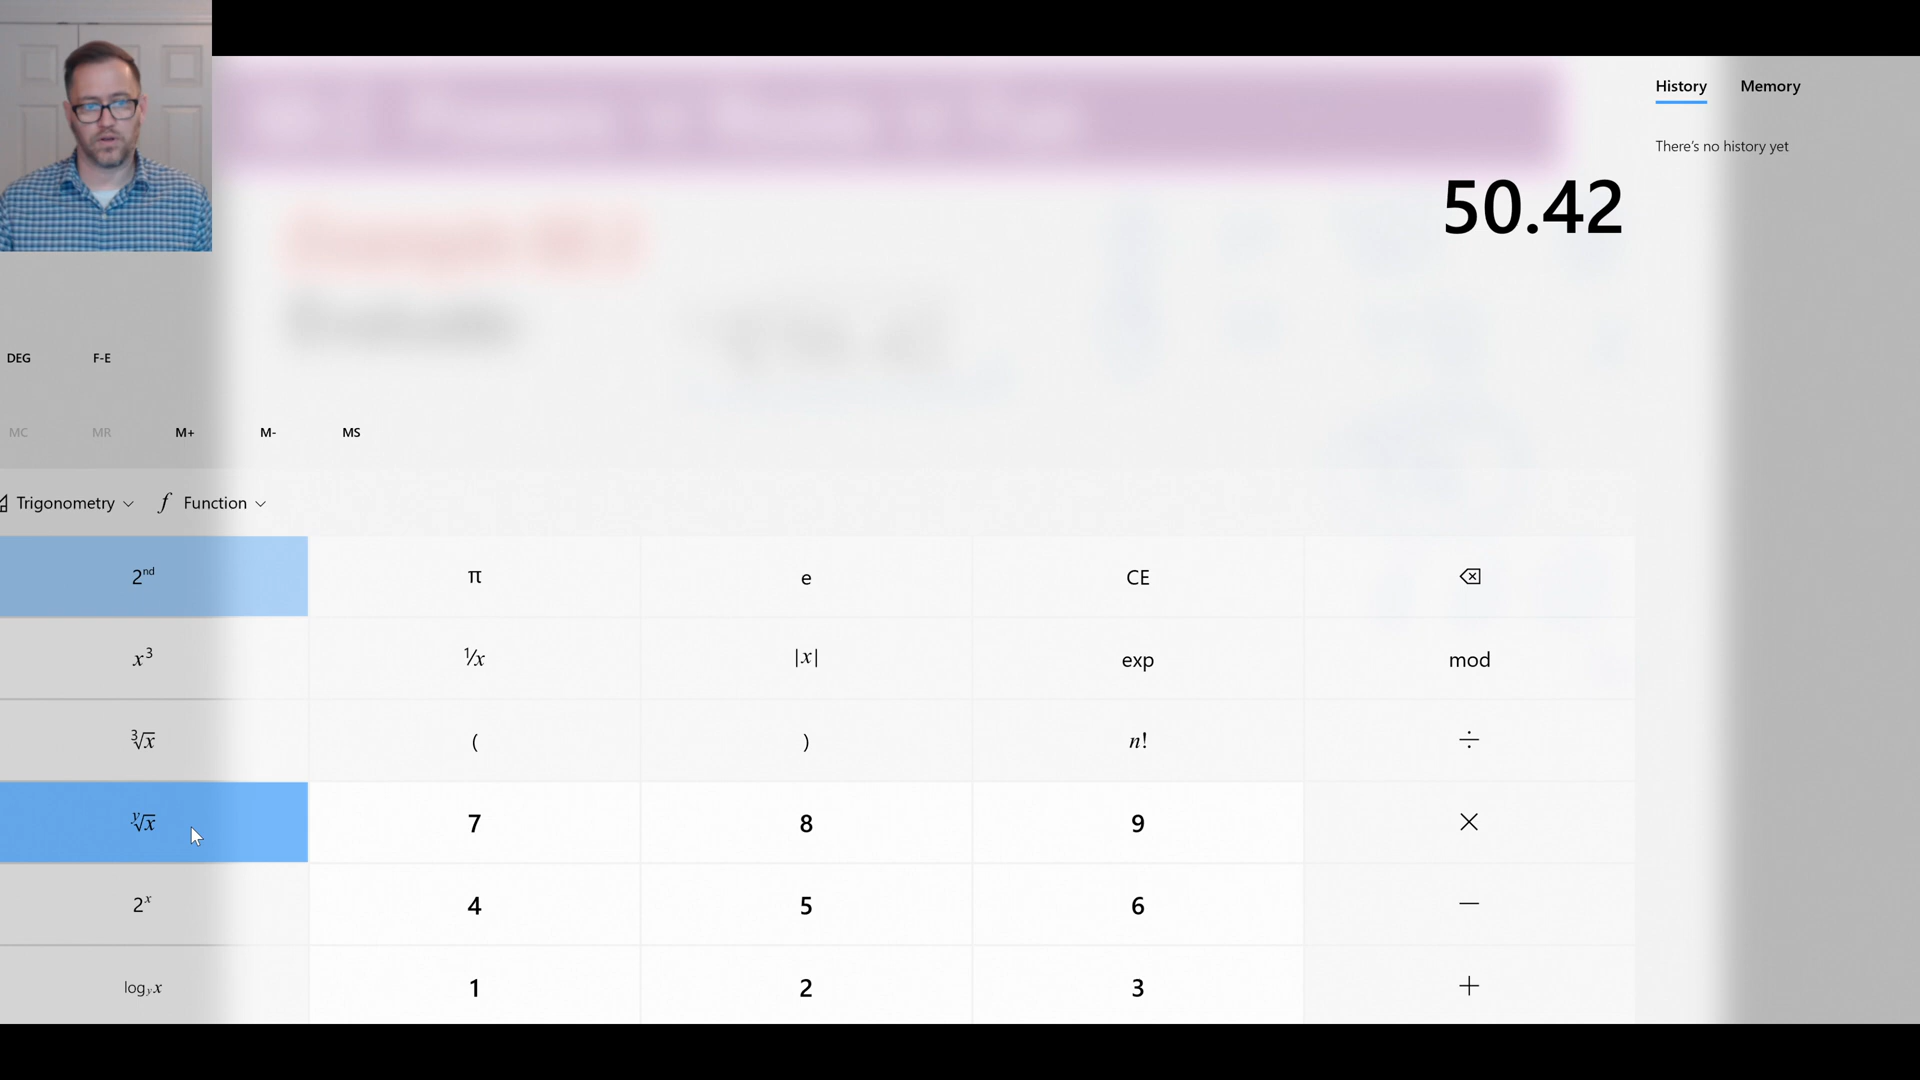 History Memory
There's no history yet
50.42
DEG F-E
MC MR M+ M- MS
Trigonometry f Function
2nd π e CE
x3 1/x |x| exp mod
3√x ( ) n! ÷
y√x 7 8 9 ×
2x 4 5 6 −
logyx 1 2 3 +